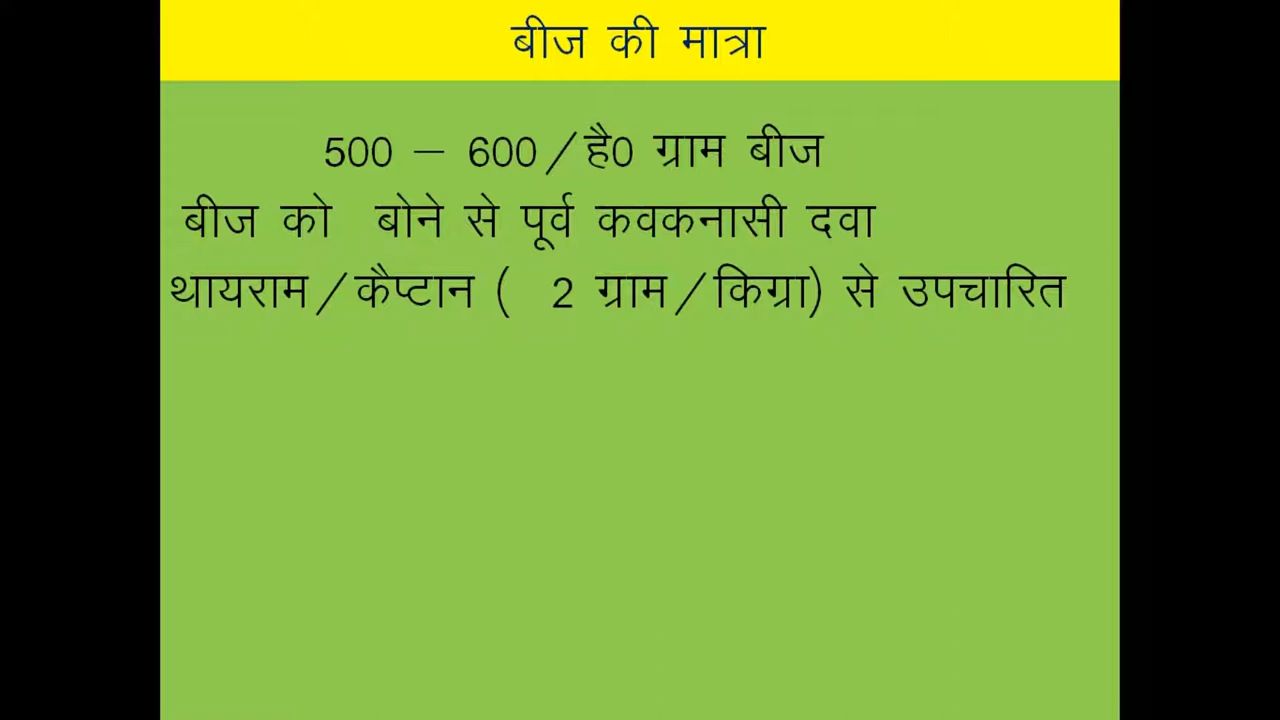 बीज की मात्रा
500 – 600/है0 ग्राम बीज
बीज को बोने से पूर्व कवकनासी दवा
थायराम/कैप्टान ( 2 ग्राम/किग्रा) से उपचारित